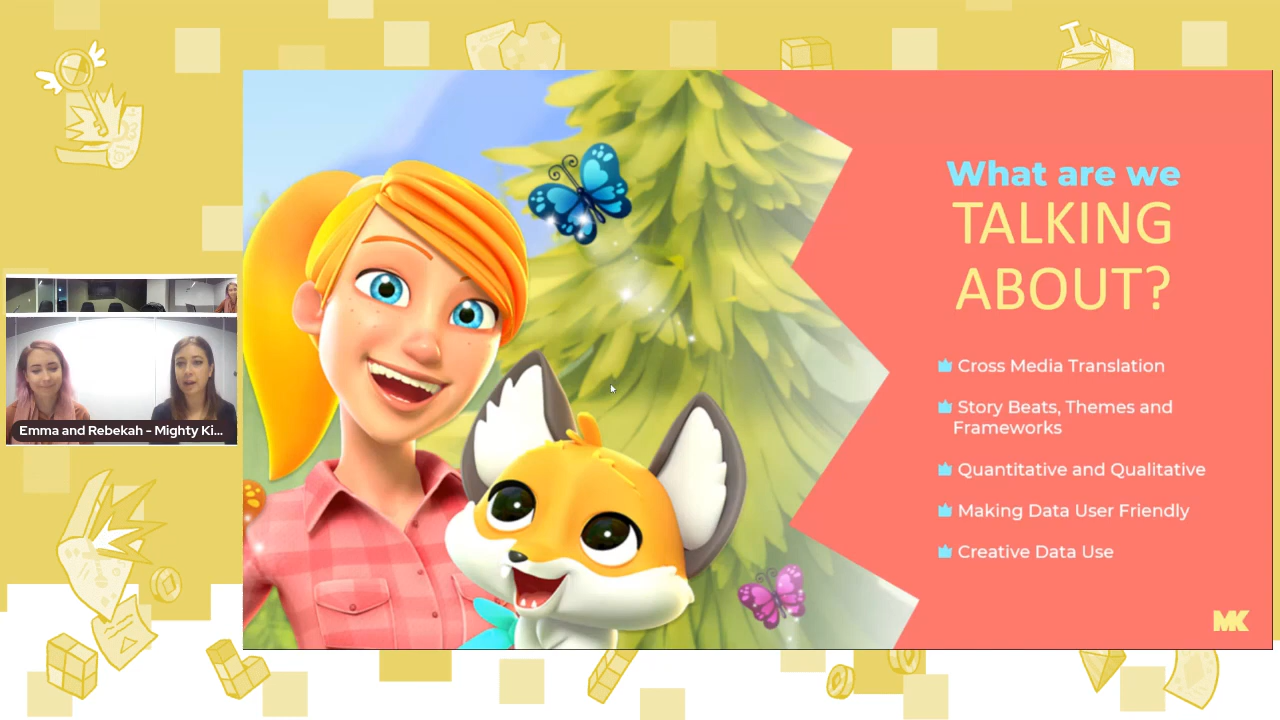 What are we
TALKING
ABOUT?
Cross Media Translation
Story Beats, Themes and
Frameworks
Quantitative and Qualitative
Making Data User Friendly
Creative Data Use
Emma and Rebekah - Mighty Ki...
MK